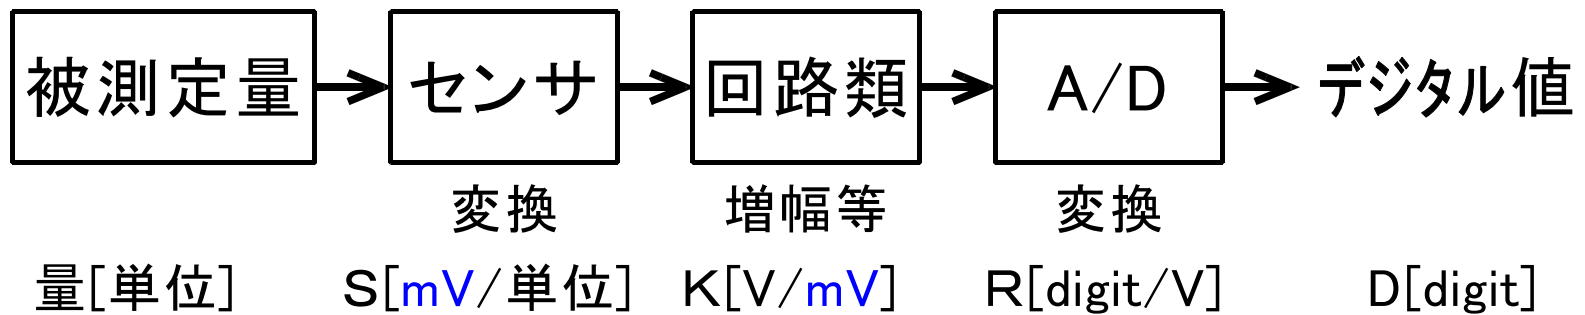 被測定量 センサ 回路類 A/D デジタル値
変換 増幅等 変換
量[単位] S[mV/単位] K[V/mV] R[digit/V] D[digit]